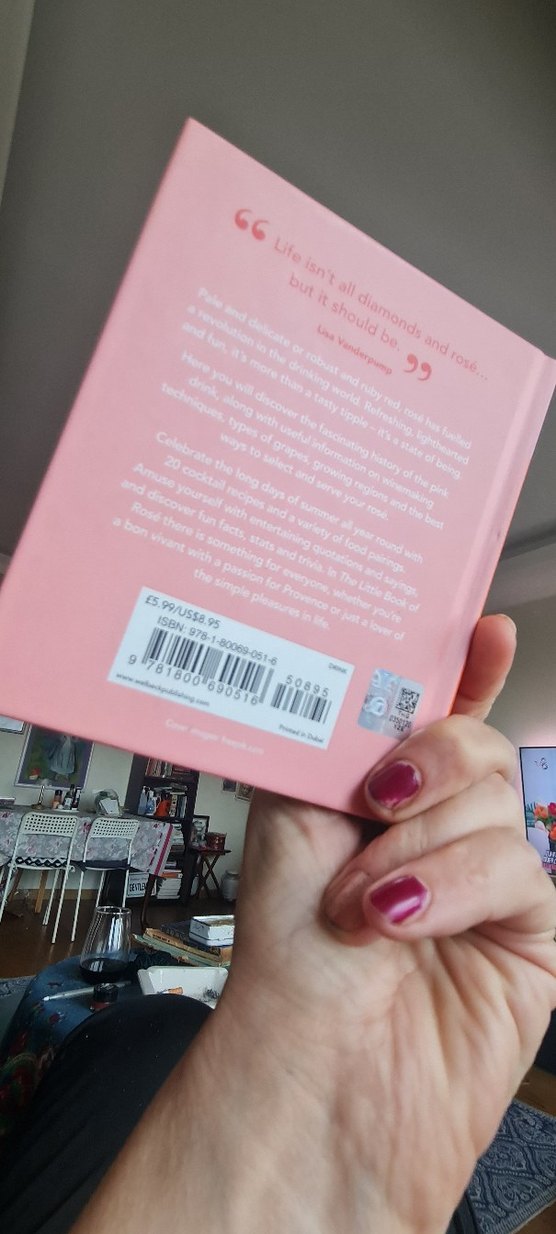 “ Life isn't all diamonds and rosé...
but it should be. ”
Lisa Vanderpump
Pale and delicate or robust and ruby red, rosé has fuelled
a revolution in the drinking world. Refreshing, lighthearted
and fun, it's more than a tasty tipple – it's a state of being.
Here you will discover the fascinating history of the pink
drink, along with useful information on winemaking
techniques, types of grapes, growing regions and the best
ways to select and serve your rosé.
Celebrate the long days of summer all year round with
20 cocktail recipes and a variety of food pairings.
Amuse yourself with entertaining quotations and sayings,
and discover fun facts, stats and trivia. In The Little Book of
Rosé there is something for everyone, whether you're
a bon vivant with a passion for Provence or just a lover of
the simple pleasures in life.
£5.99/US$8.95
DRINK
ISBN: 978-1-80069-051-6
50895
9 781800 690516
www.welbeckpublishing.com
Printed in Dubai
Cover images: freepik.com